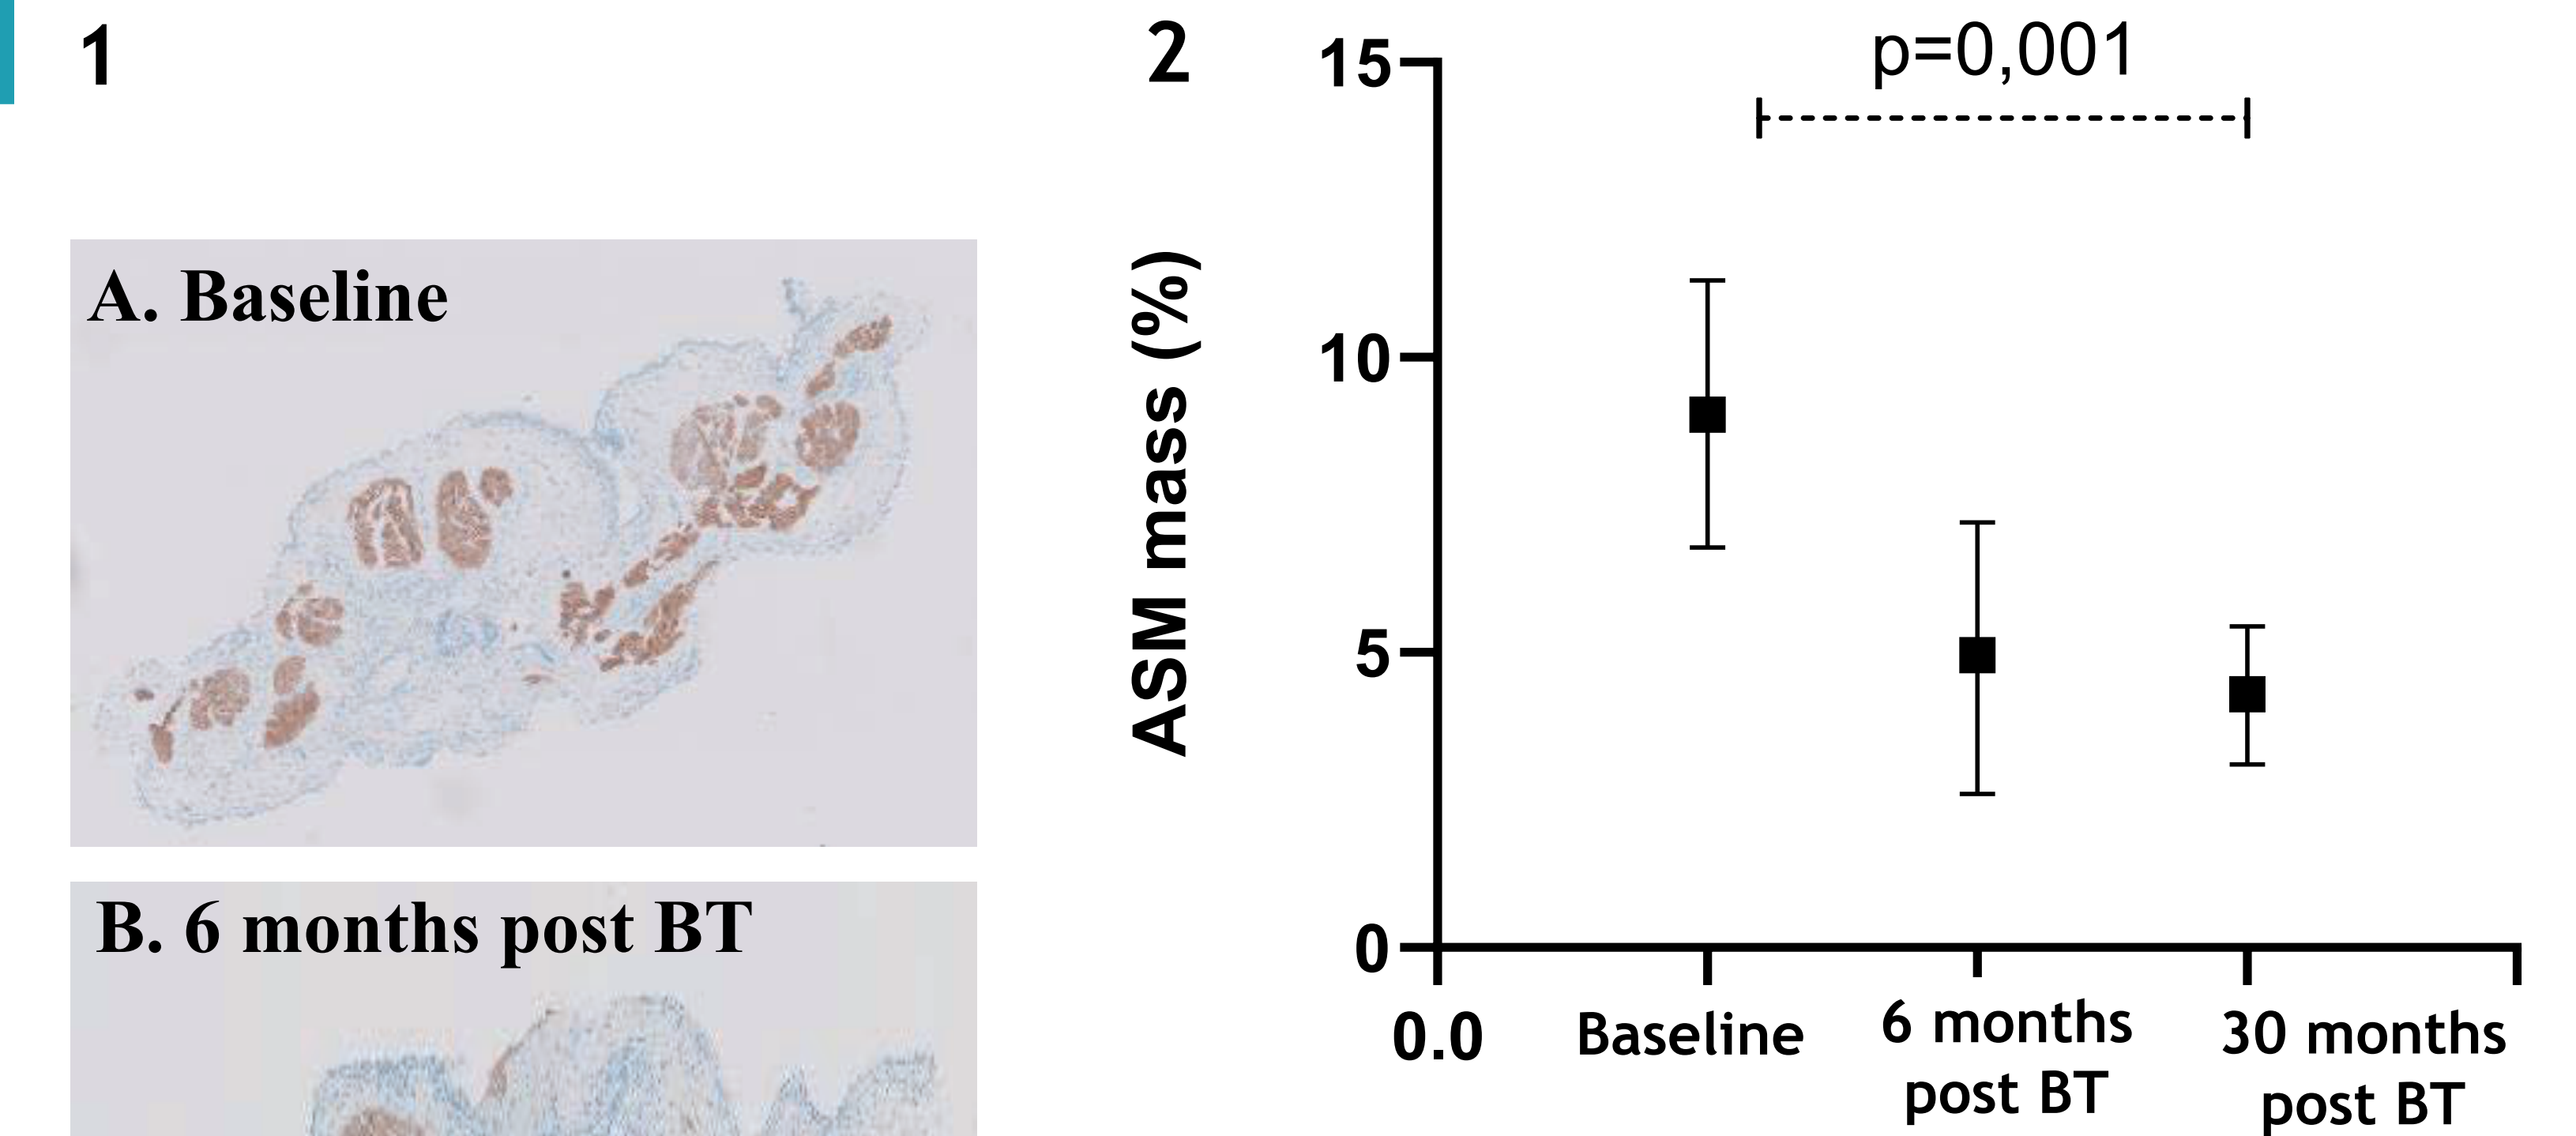 1
A. Baseline
B. 6 months post BT
2
p=0,001
ASM mass (%)
15
10
5
0
0.0
Baseline
6 months
post BT
30 months
post BT